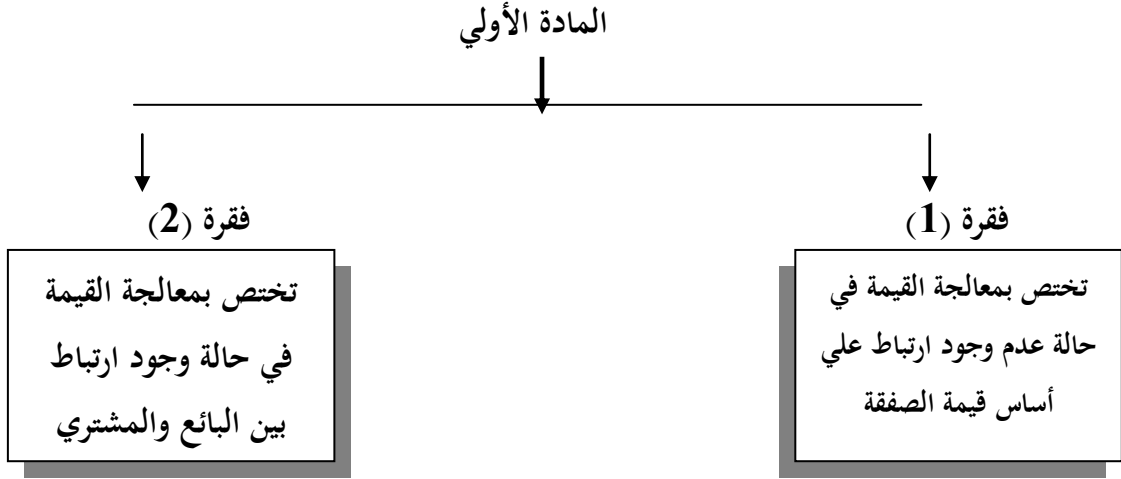 المادة الأولي
فقرة (1)
تختص بمعالجة القيمة في
حالة عدم وجود ارتباط علي
أساس قيمة الصفقة
فقرة (2)
تختص بمعالجة القيمة
في حالة وجود ارتباط
بين البائع والمشتري